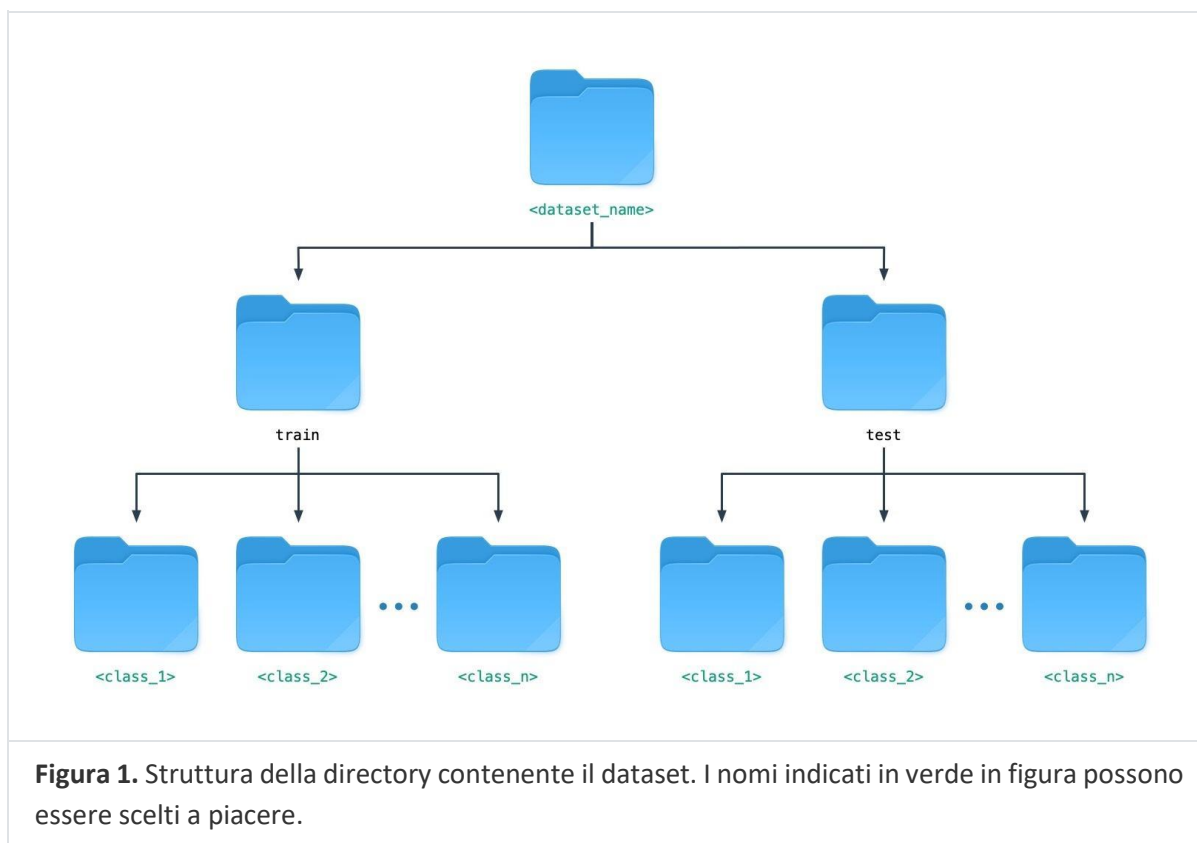 <dataset_name>
train
test
<class_1>
<class_2>
<class_n>
<class_1>
<class_2>
<class_n>
Figura 1. Struttura della directory contenente il dataset. I nomi indicati in verde in figura possono
essere scelti a piacere.